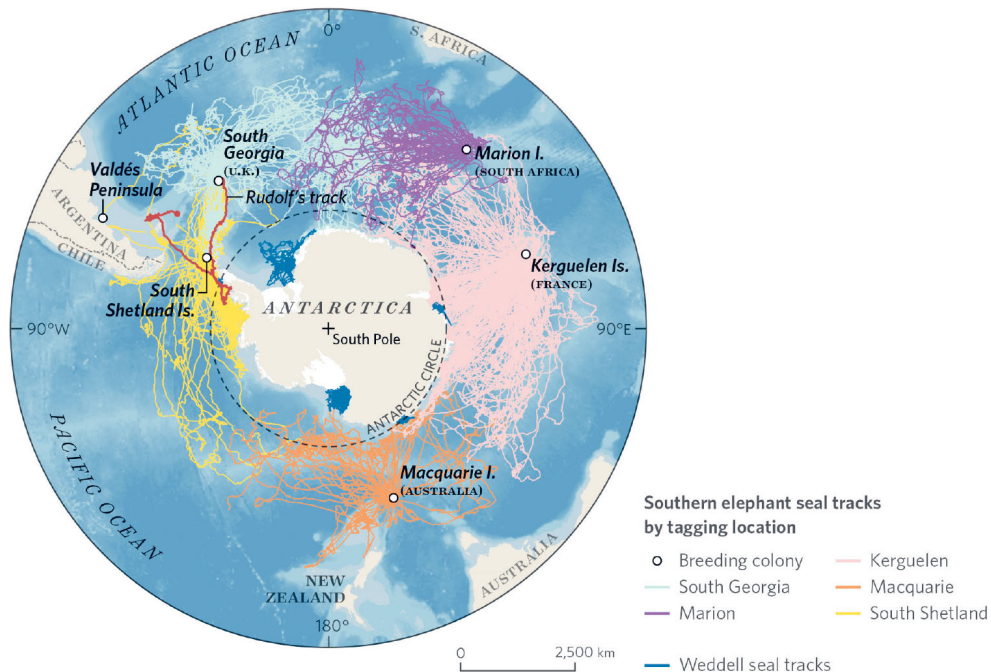 0°
S. AFRICA
ATLANTIC OCEAN
South
Georgia
(U.K.)
Marion I.
(SOUTH AFRICA)
Valdés
Peninsula
Rudolf's track
ARGENTINA
CHILE
Kerguelen Is.
(FRANCE)
South
Shetland Is.
ANTARCTICA
90°W
South Pole
90°E
ANTARCTIC CIRCLE
PACIFIC OCEAN
Macquarie I.
(AUSTRALIA)
AUSTRALIA
NEW
ZEALAND
180°
0
2,500 km
Southern elephant seal tracks
by tagging location
Breeding colony
Kerguelen
South Georgia
Macquarie
Marion
South Shetland
Weddell seal tracks